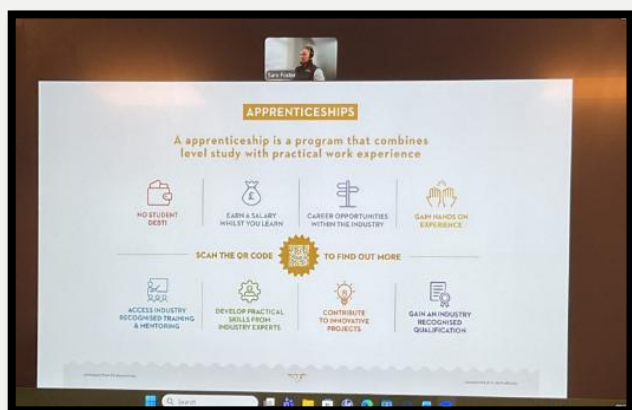 Sam Foster
APPRENTICESHIPS
A apprenticeship is a program that combines
level study with practical work experience
NO STUDENT
DEBT!
EARN A SALARY
WHILST YOU LEARN
CAREER OPPORTUNITIES
WITHIN THE INDUSTRY
GAIN HANDS ON
EXPERIENCE
SCAN THE QR CODE
TO FIND OUT MORE
ACCESS INDUSTRY
RECOGNISED TRAINING
& MENTORING
DEVELOP PRACTICAL
SKILLS FROM
INDUSTRY EXPERTS
CONTRIBUTE
TO INNOVATIVE
PROJECTS
GAIN AN INDUSTRY
RECOGNISED
QUALIFICATION
Search